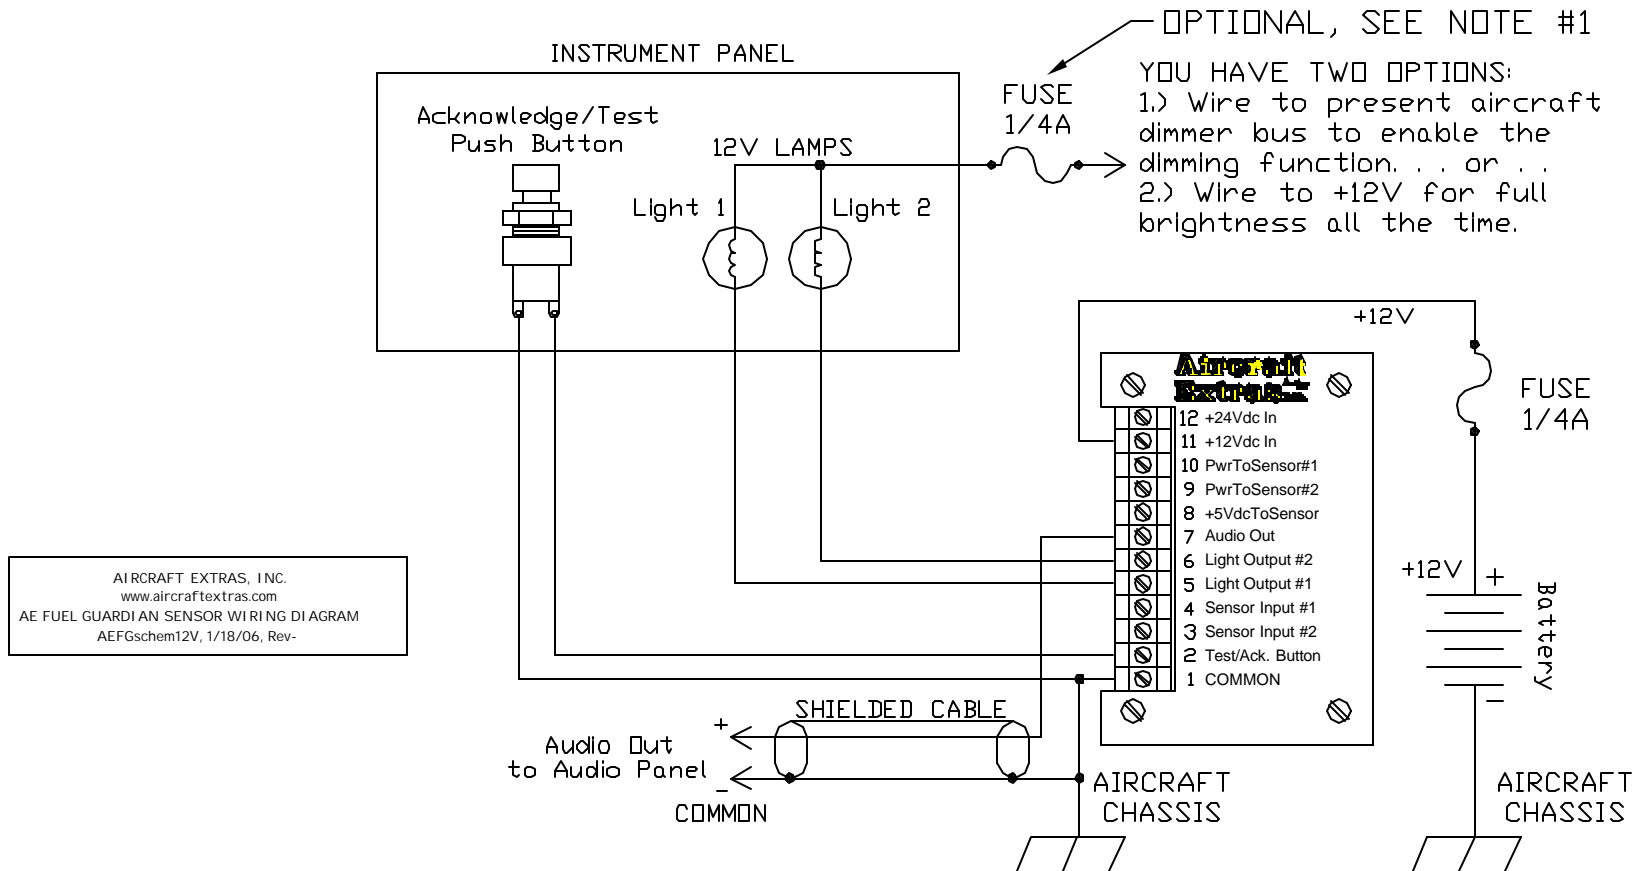 OPTIONAL, SEE NOTE #1
INSTRUMENT PANEL
YOU HAVE TWO OPTIONS:
1.) Wire to present aircraft
dimmer bus to enable the
dimming function. . . or . .
2.) Wire to +12V for full
brightness all the time.
FUSE
1/4A
Acknowledge/Test
Push Button
12V LAMPS
Light 1
Light 2
+12V
Aircraft
Extras
FUSE
1/4A
12 +24Vdc In
11 +12Vdc In
10 PwrToSensor#1
9 PwrToSensor#2
8 +5VdcToSensor
7 Audio Out
6 Light Output #2
5 Light Output #1
4 Sensor Input #1
3 Sensor Input #2
2 Test/Ack. Button
1 COMMON
+12V +
Battery
−
AIRCRAFT EXTRAS, INC.
www.aircraftextras.com
AE FUEL GUARDIAN SENSOR WIRING DIAGRAM
AEFGschem12V, 1/18/06, Rev-
SHIELDED CABLE
+
Audio Out
to Audio Panel
−
COMMON
AIRCRAFT
CHASSIS
AIRCRAFT
CHASSIS